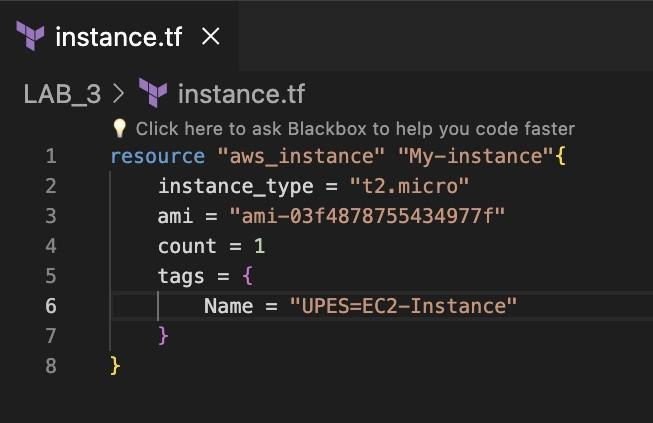 instance.tf ×
LAB_3 > instance.tf
Click here to ask Blackbox to help you code faster
1 resource "aws_instance" "My-instance"{
2     instance_type = "t2.micro"
3     ami = "ami-03f4878755434977f"
4     count = 1
5     tags = {
6         Name = "UPES=EC2-Instance"
7     }
8 }